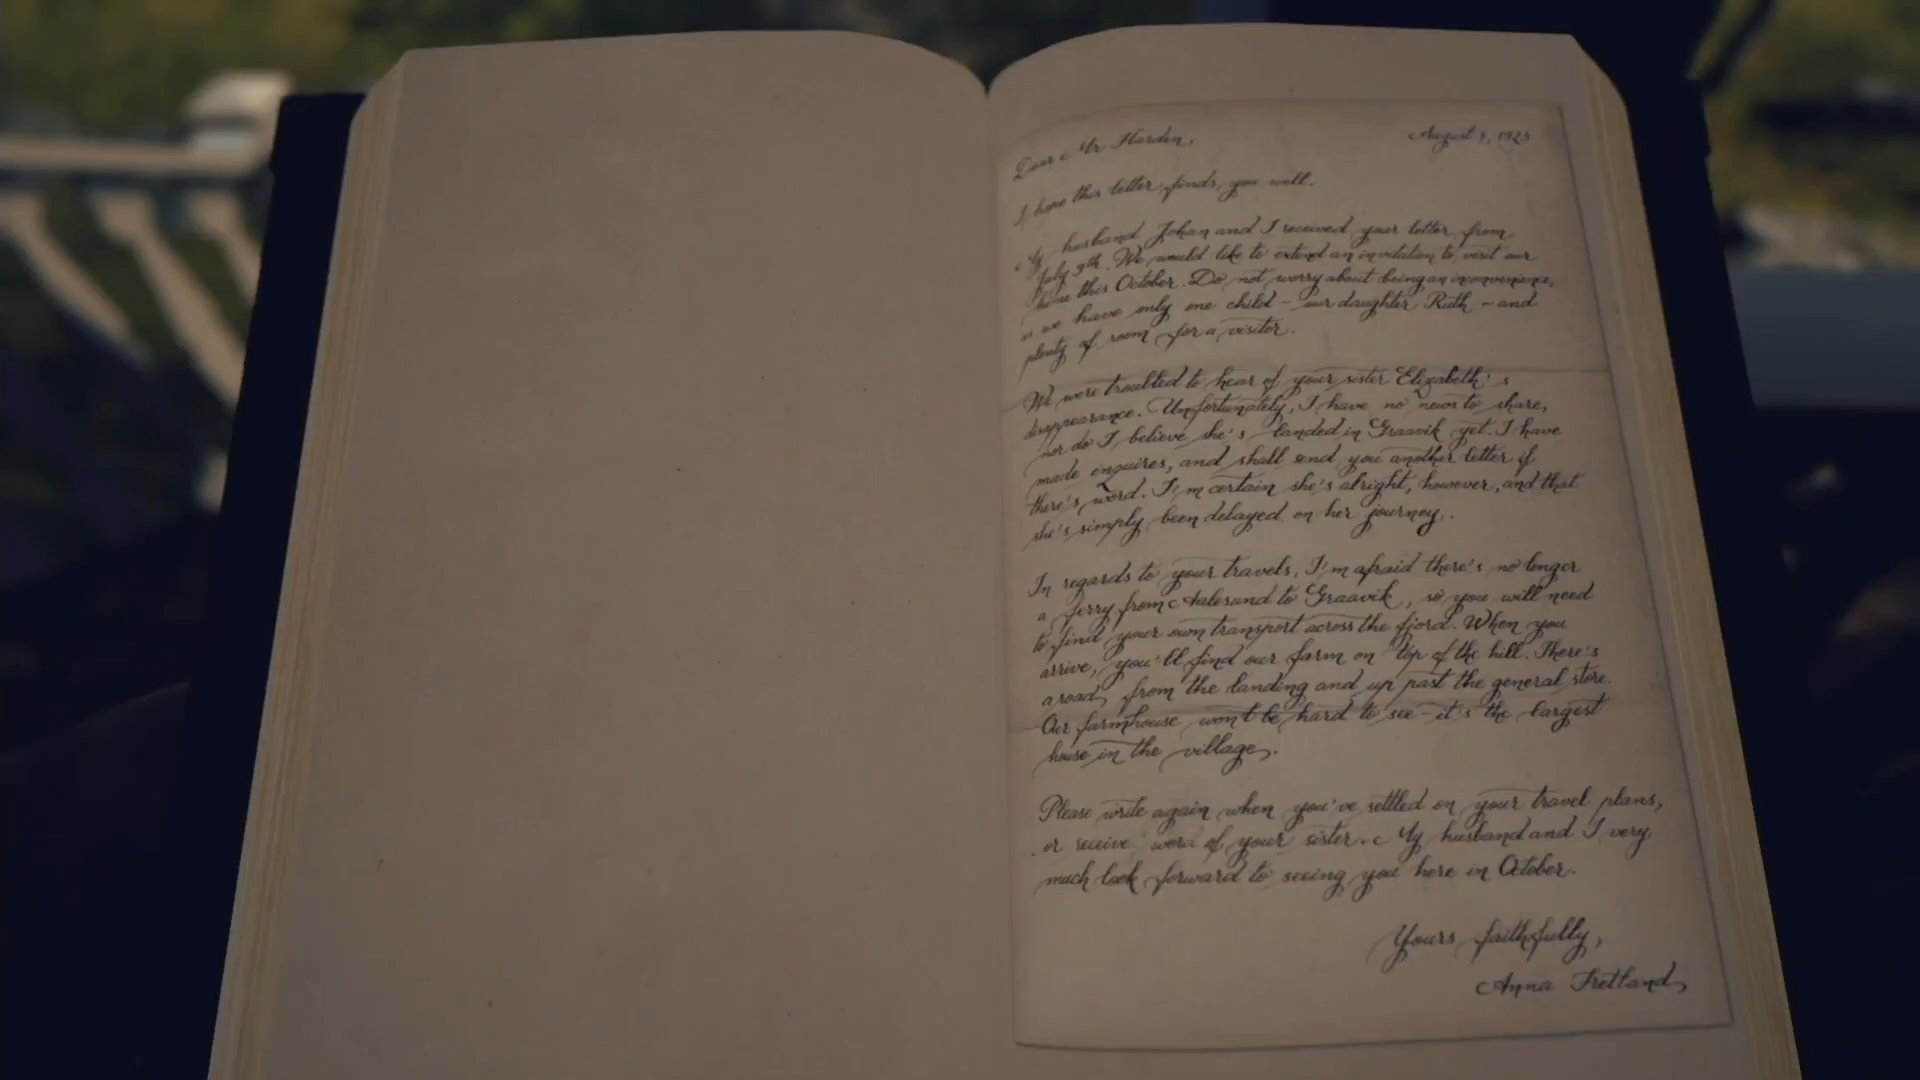 Dear Mr Harden,
August 4, 1923
I hope this letter finds you well.
My husband Johan and I received your letter from
July 9th. We would like to extend an invitation to visit our
home this October. Do not worry about being an inconvenience,
as we have only one child - our daughter Ruth - and
plenty of room for a visitor.
We were troubled to hear of your sister Elizabeth's
disappearance. Unfortunately, I have no news to share,
nor do I believe she's landed in Graavik yet. I have
made inquires, and shall send you another letter if
there's word. I'm certain she's alright, however, and that
she's simply been delayed on her journey.
In regards to your travels, I'm afraid there's no longer
a ferry from Aalesund to Graavik, so you will need
to find your own transport across the fjord. When you
arrive, you'll find our farm on top of the hill. There's
a road from the landing and up past the general store.
Our farmhouse won't be hard to see - it's the largest
house in the village.
Please write again when you've settled on your travel plans,
or receive word of your sister. My husband and I very
much look forward to seeing you here in October.
Yours faithfully,
Anna Fretland